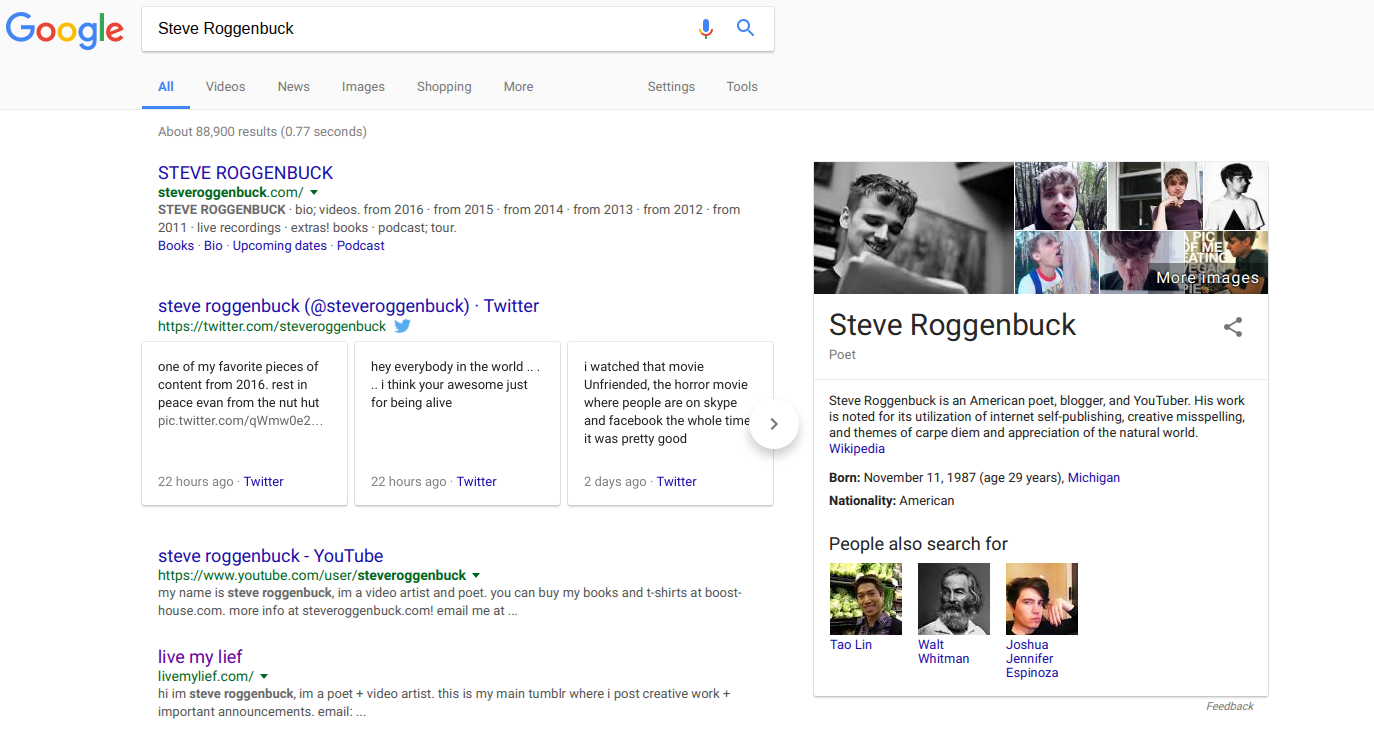 Google
Steve Roggenbuck
All Videos News Images Shopping More Settings Tools
About 88,900 results (0.77 seconds)
STEVE ROGGENBUCK
steveroggenbuck.com/
STEVE ROGGENBUCK · bio; videos. from 2016 · from 2015 · from 2014 · from 2013 · from 2012 · from
2011 · live recordings · extras! books · podcast; tour.
Books · Bio · Upcoming dates · Podcast
steve roggenbuck (@steveroggenbuck) · Twitter
https://twitter.com/steveroggenbuck
one of my favorite pieces of
content from 2016. rest in
peace evan from the nut hut
pic.twitter.com/qWmw0e2...
22 hours ago · Twitter
hey everybody in the world .. .
.. i think your awesome just
for being alive
22 hours ago · Twitter
i watched that movie
Unfriended, the horror movie
where people are on skype
and facebook the whole time
it was pretty good
2 days ago · Twitter
steve roggenbuck - YouTube
https://www.youtube.com/user/steveroggenbuck
my name is steve roggenbuck, im a video artist and poet. you can buy my books and t-shirts at boost-
house.com. more info at steveroggenbuck.com! email me at ...
live my lief
livemylief.com/
hi im steve roggenbuck, im a poet + video artist. this is my main tumblr where i post creative work +
important announcements. email: ...
A PIC
OF ME
EATING
VEGAN
PIE
More images
Steve Roggenbuck
Poet
Steve Roggenbuck is an American poet, blogger, and YouTuber. His work
is noted for its utilization of internet self-publishing, creative misspelling,
and themes of carpe diem and appreciation of the natural world.
Wikipedia
Born: November 11, 1987 (age 29 years), Michigan
Nationality: American
People also search for
Tao Lin
Walt
Whitman
Joshua
Jennifer
Espinoza
Feedback